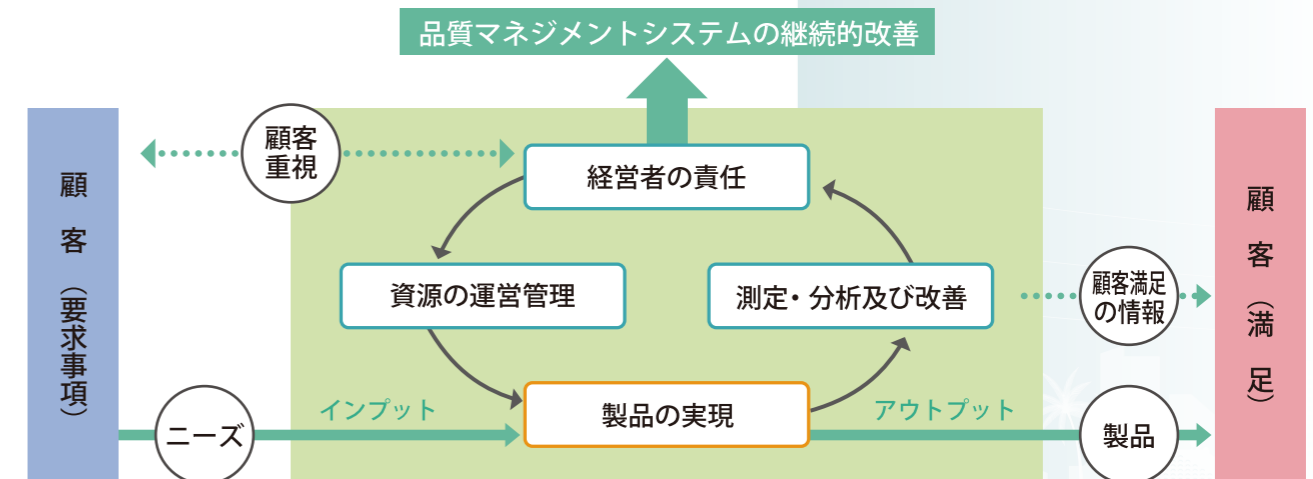 品質マネジメントシステムの継続的改善
顧客
重視
経営者の責任
顧客（要求事項）
資源の運営管理
測定・分析及び改善
顧客満足
の情報
顧客（満足）
インプット
製品の実現
アウトプット
ニーズ
製品